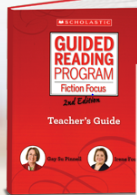 SCHOLASTIC
GUIDED
READING
PROGRAM
Fiction Focus
2nd Edition
Teacher's Guide
Gay Su Pinnell